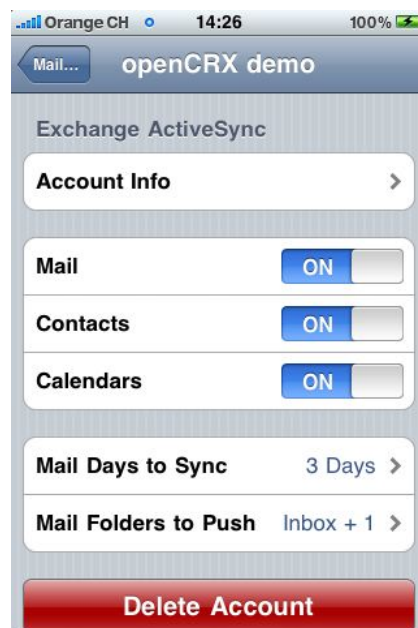 Orange CH 14:26 100%
Mail... openCRX demo
Exchange ActiveSync
Account Info
Mail ON
Contacts ON
Calendars ON
Mail Days to Sync 3 Days
Mail Folders to Push Inbox + 1
Delete Account